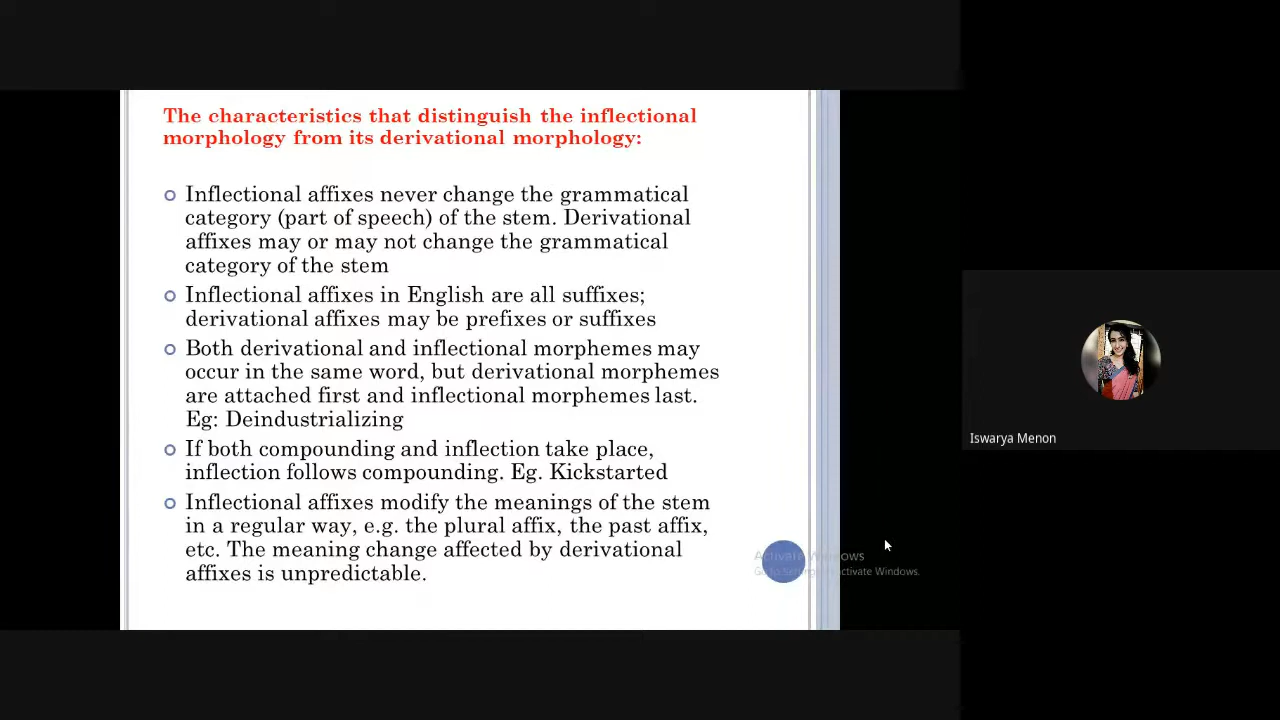 The characteristics that distinguish the inflectional
morphology from its derivational morphology:
Inflectional affixes never change the grammatical
category (part of speech) of the stem. Derivational
affixes may or may not change the grammatical
category of the stem
Inflectional affixes in English are all suffixes;
derivational affixes may be prefixes or suffixes
Both derivational and inflectional morphemes may
occur in the same word, but derivational morphemes
are attached first and inflectional morphemes last.
Eg: Deindustrializing
If both compounding and inflection take place,
inflection follows compounding. Eg. Kickstarted
Inflectional affixes modify the meanings of the stem
in a regular way, e.g. the plural affix, the past affix,
etc. The meaning change affected by derivational
affixes is unpredictable.
Activate Windows
Go to Settings to activate Windows.
Iswarya Menon